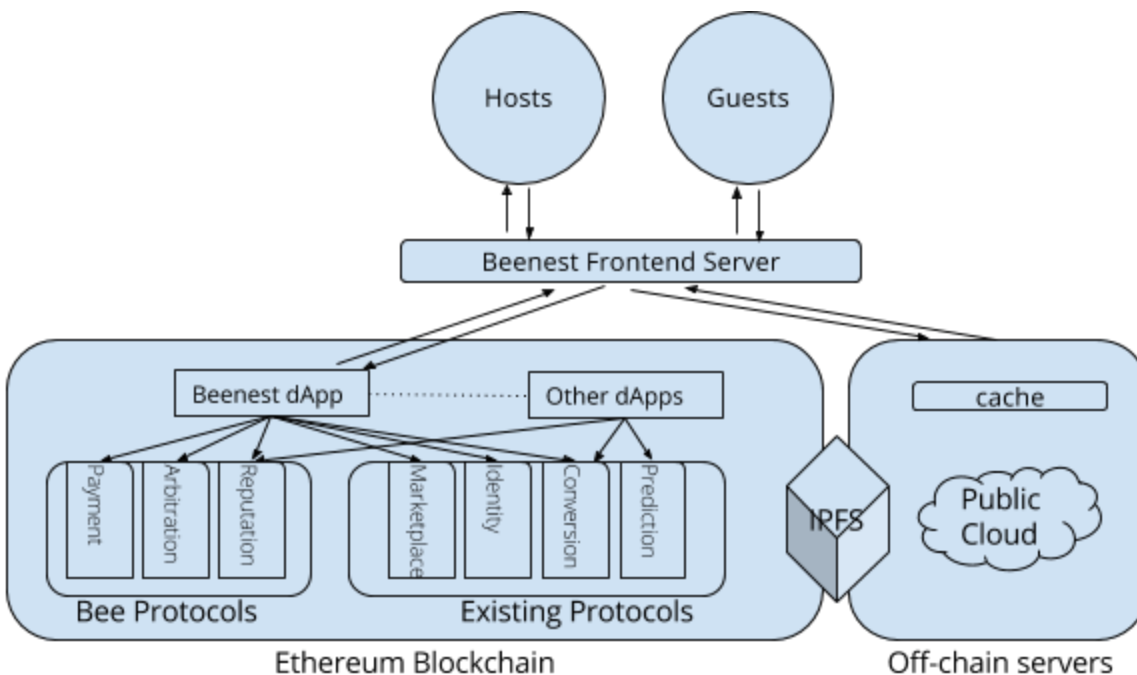 Hosts
Guests
Beenest Frontend Server
Beenest dApp
Other dApps
cache
Payment
Arbitration
Reputation
Marketplace
Identity
Conversion
Prediction
IPFS
Public
Cloud
Bee Protocols
Existing Protocols
Ethereum Blockchain
Off-chain servers